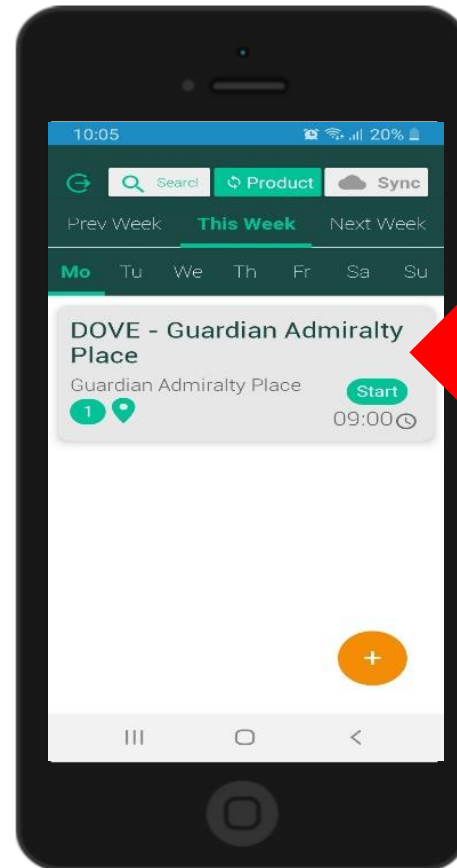 10:05 20%
Searcl Product Sync
Prev Week This Week Next Week
Mo Tu We Th Fr Sa Su
DOVE - Guardian Admiralty
Place
Guardian Admiralty Place Start
1 09:00
+